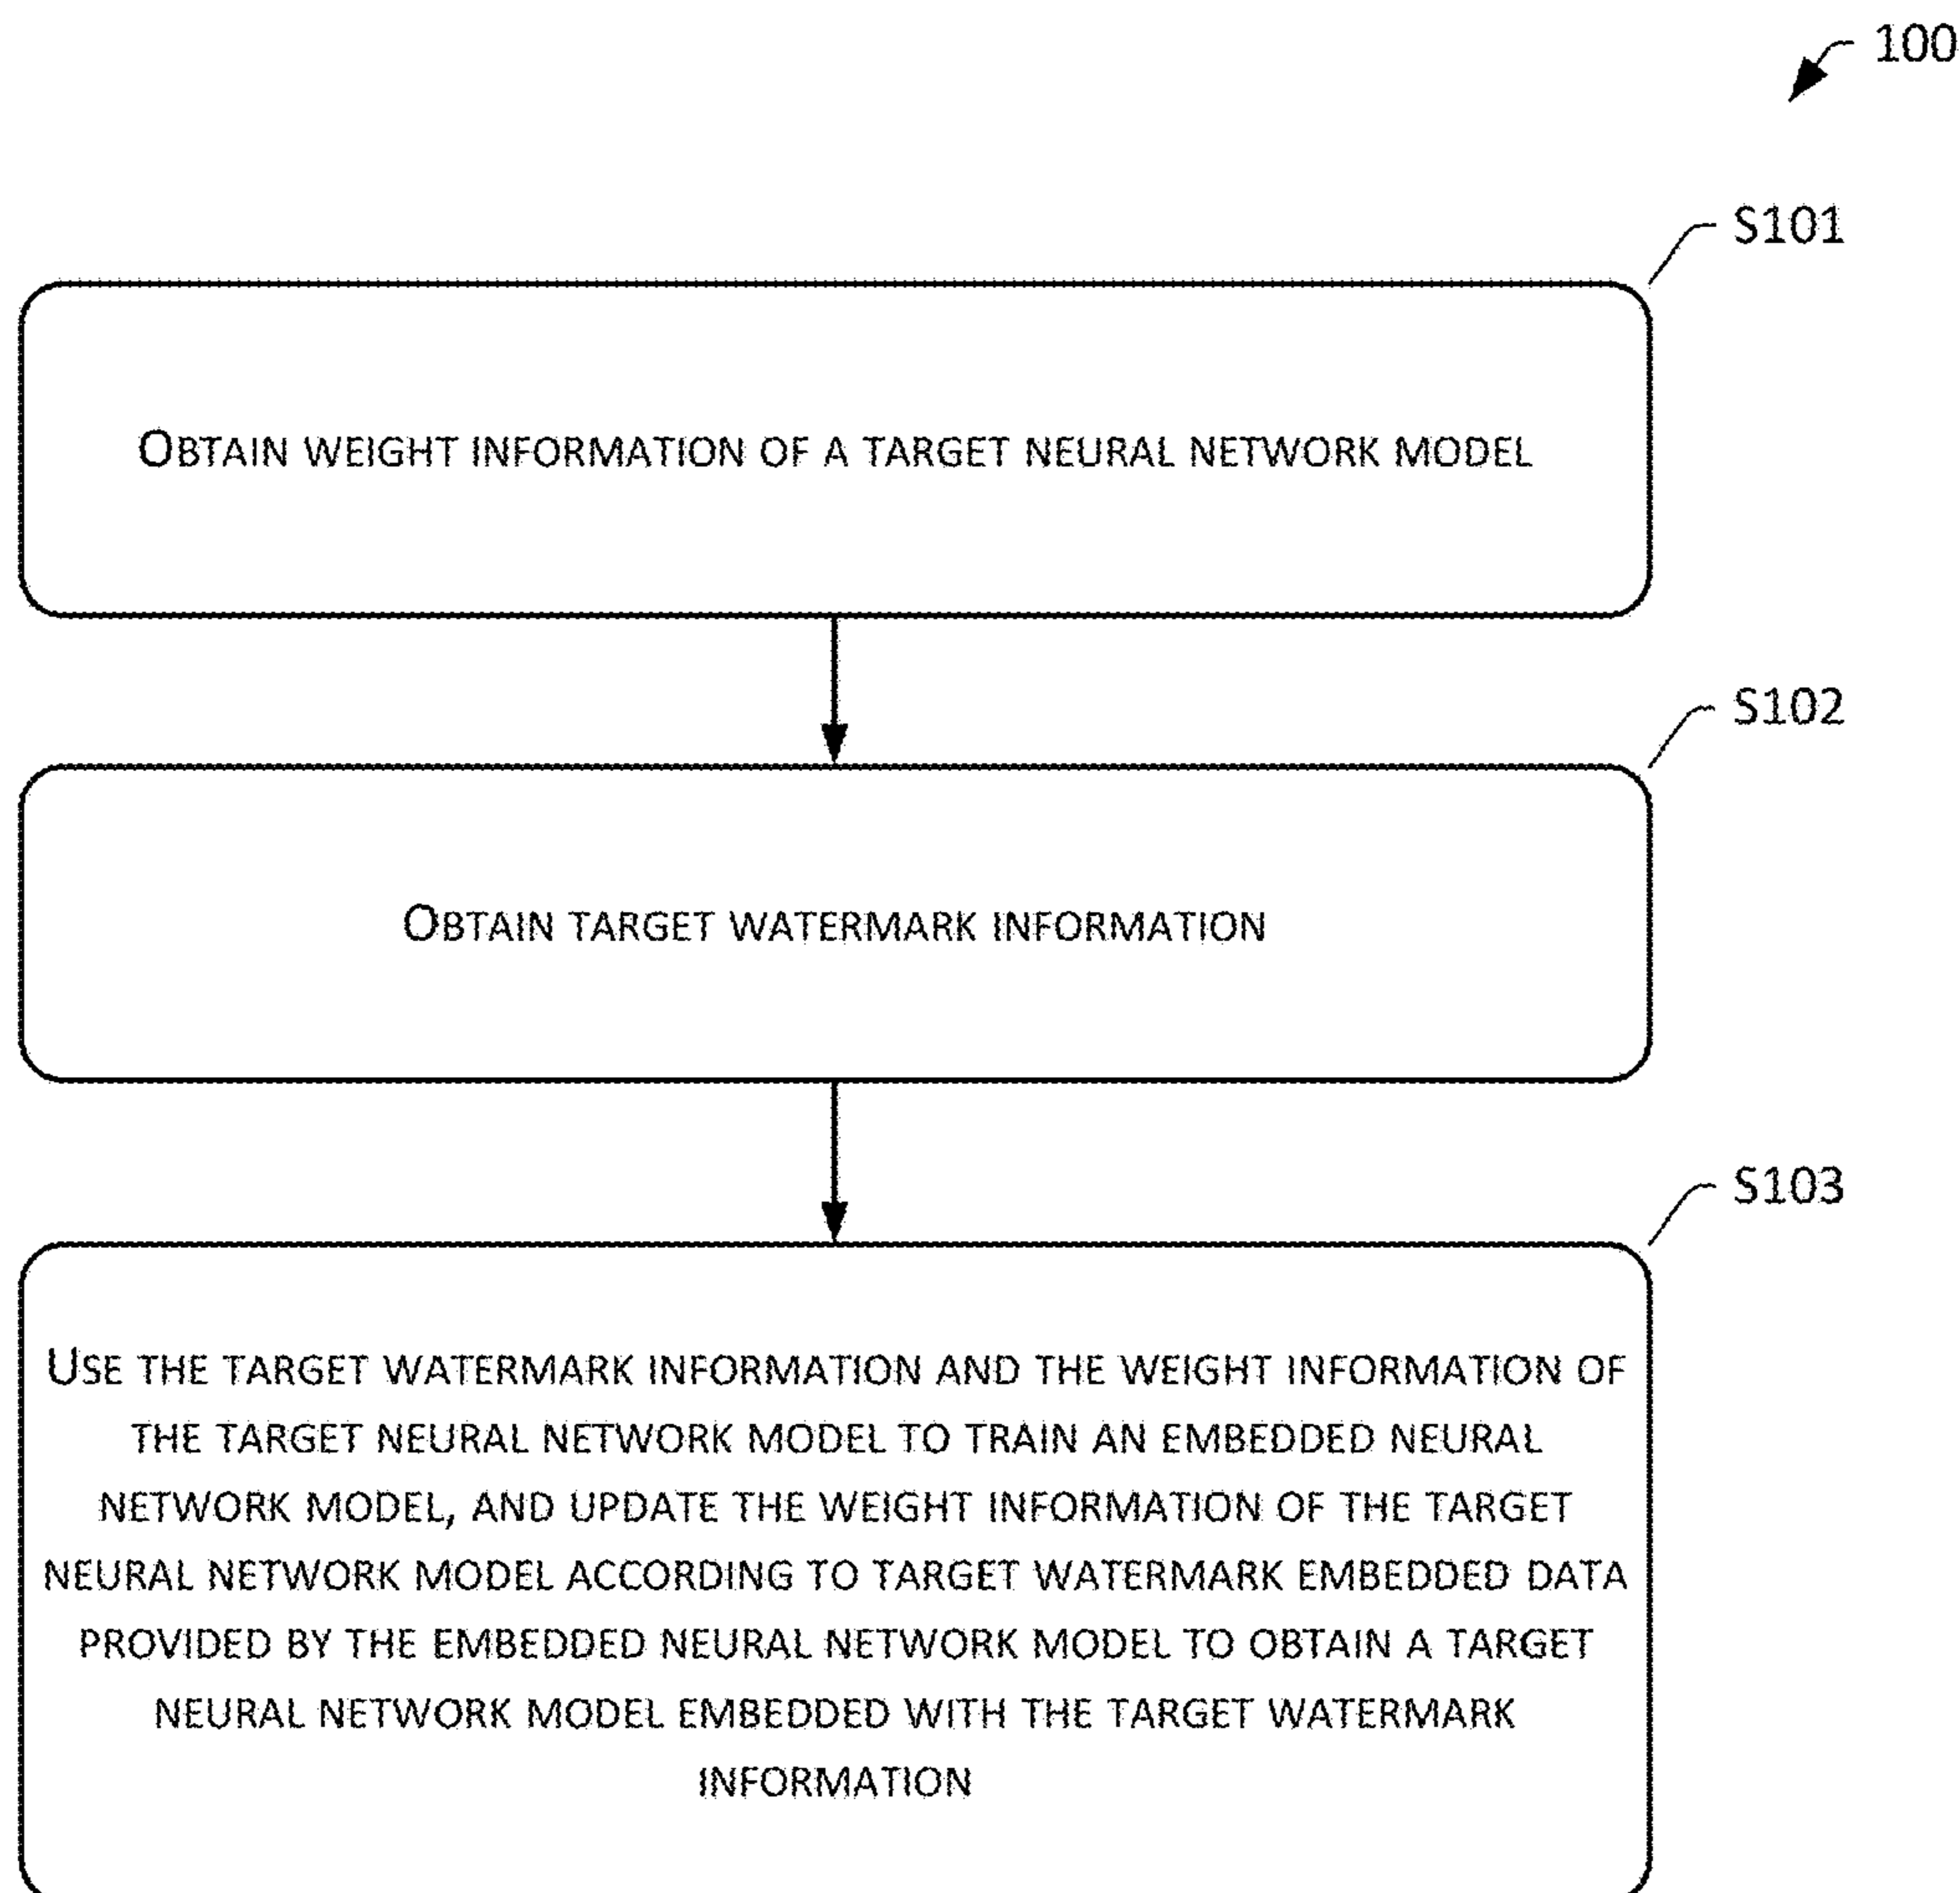 100
S101
OBTAIN WEIGHT INFORMATION OF A TARGET NEURAL NETWORK MODEL
S102
OBTAIN TARGET WATERMARK INFORMATION
S103
USE THE TARGET WATERMARK INFORMATION AND THE WEIGHT INFORMATION OF
THE TARGET NEURAL NETWORK MODEL TO TRAIN AN EMBEDDED NEURAL
NETWORK MODEL, AND UPDATE THE WEIGHT INFORMATION OF THE TARGET
NEURAL NETWORK MODEL ACCORDING TO TARGET WATERMARK EMBEDDED DATA
PROVIDED BY THE EMBEDDED NEURAL NETWORK MODEL TO OBTAIN A TARGET
NEURAL NETWORK MODEL EMBEDDED WITH THE TARGET WATERMARK
INFORMATION